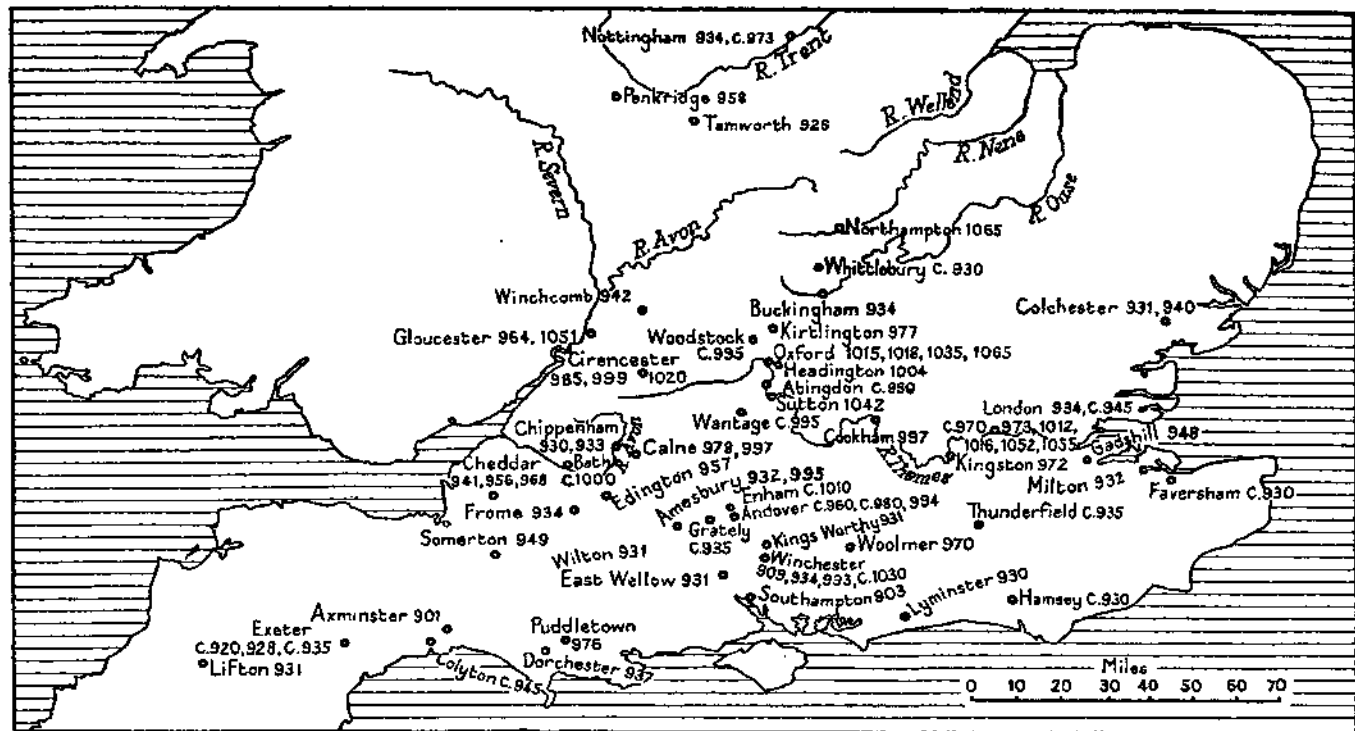 Nottingham 934, C.973
R. Trent
Penkridge 958
Tamworth 926
R. Welland
R. Nene
R. Ouse
R. Severn
R. Avon
Northampton 1065
Whittlebury C. 930
Winchcomb 942
Buckingham 934
Colchester 931, 940
Gloucester 964, 1051
Woodstock
C.995
Kirtlington 977
Cirencester
985, 999
1020
Oxford 1015, 1018, 1035, 1065
Headington 1004
Abingdon C.989
Sutton 1042
Wantage C.995
London 934, C.945
C.970, 973, 1012,
1016, 1052, 1055
Chippenham
930, 933
R. Avon
Calne 978, 997
Cookham 997
R. Thames
Kingston 972
Gadshill 948
Cheddar
941, 956, 968
Bath
C.1000
Edington 957
Amesbury 932, 995
Milton 932
Faversham C.930
Enham C.1010
Andover C.960, C.980, 994
Frome 934
Grately
C.935
Thunderfield C.935
Somerton 949
Kings Worthy 931
Woolmer 970
Wilton 931
Winchester
909, 934, 993, C.1030
East Wellow 931
Southampton 903
Lyminster 930
Hamsey C.930
Axminster 901
Exeter
C.920, 928, C.935
Puddletown
976
Lifton 931
Colyton C.945
Dorchester 937
Miles
0 10 20 30 40 50 60 70